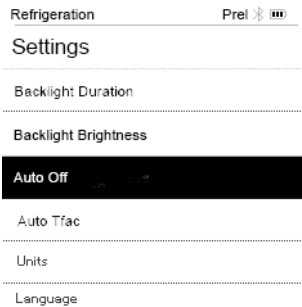 Refrigeration Prel
Settings
Backlight Duration
Backlight Brightness
Auto Off
Auto Tfac
Units
Language